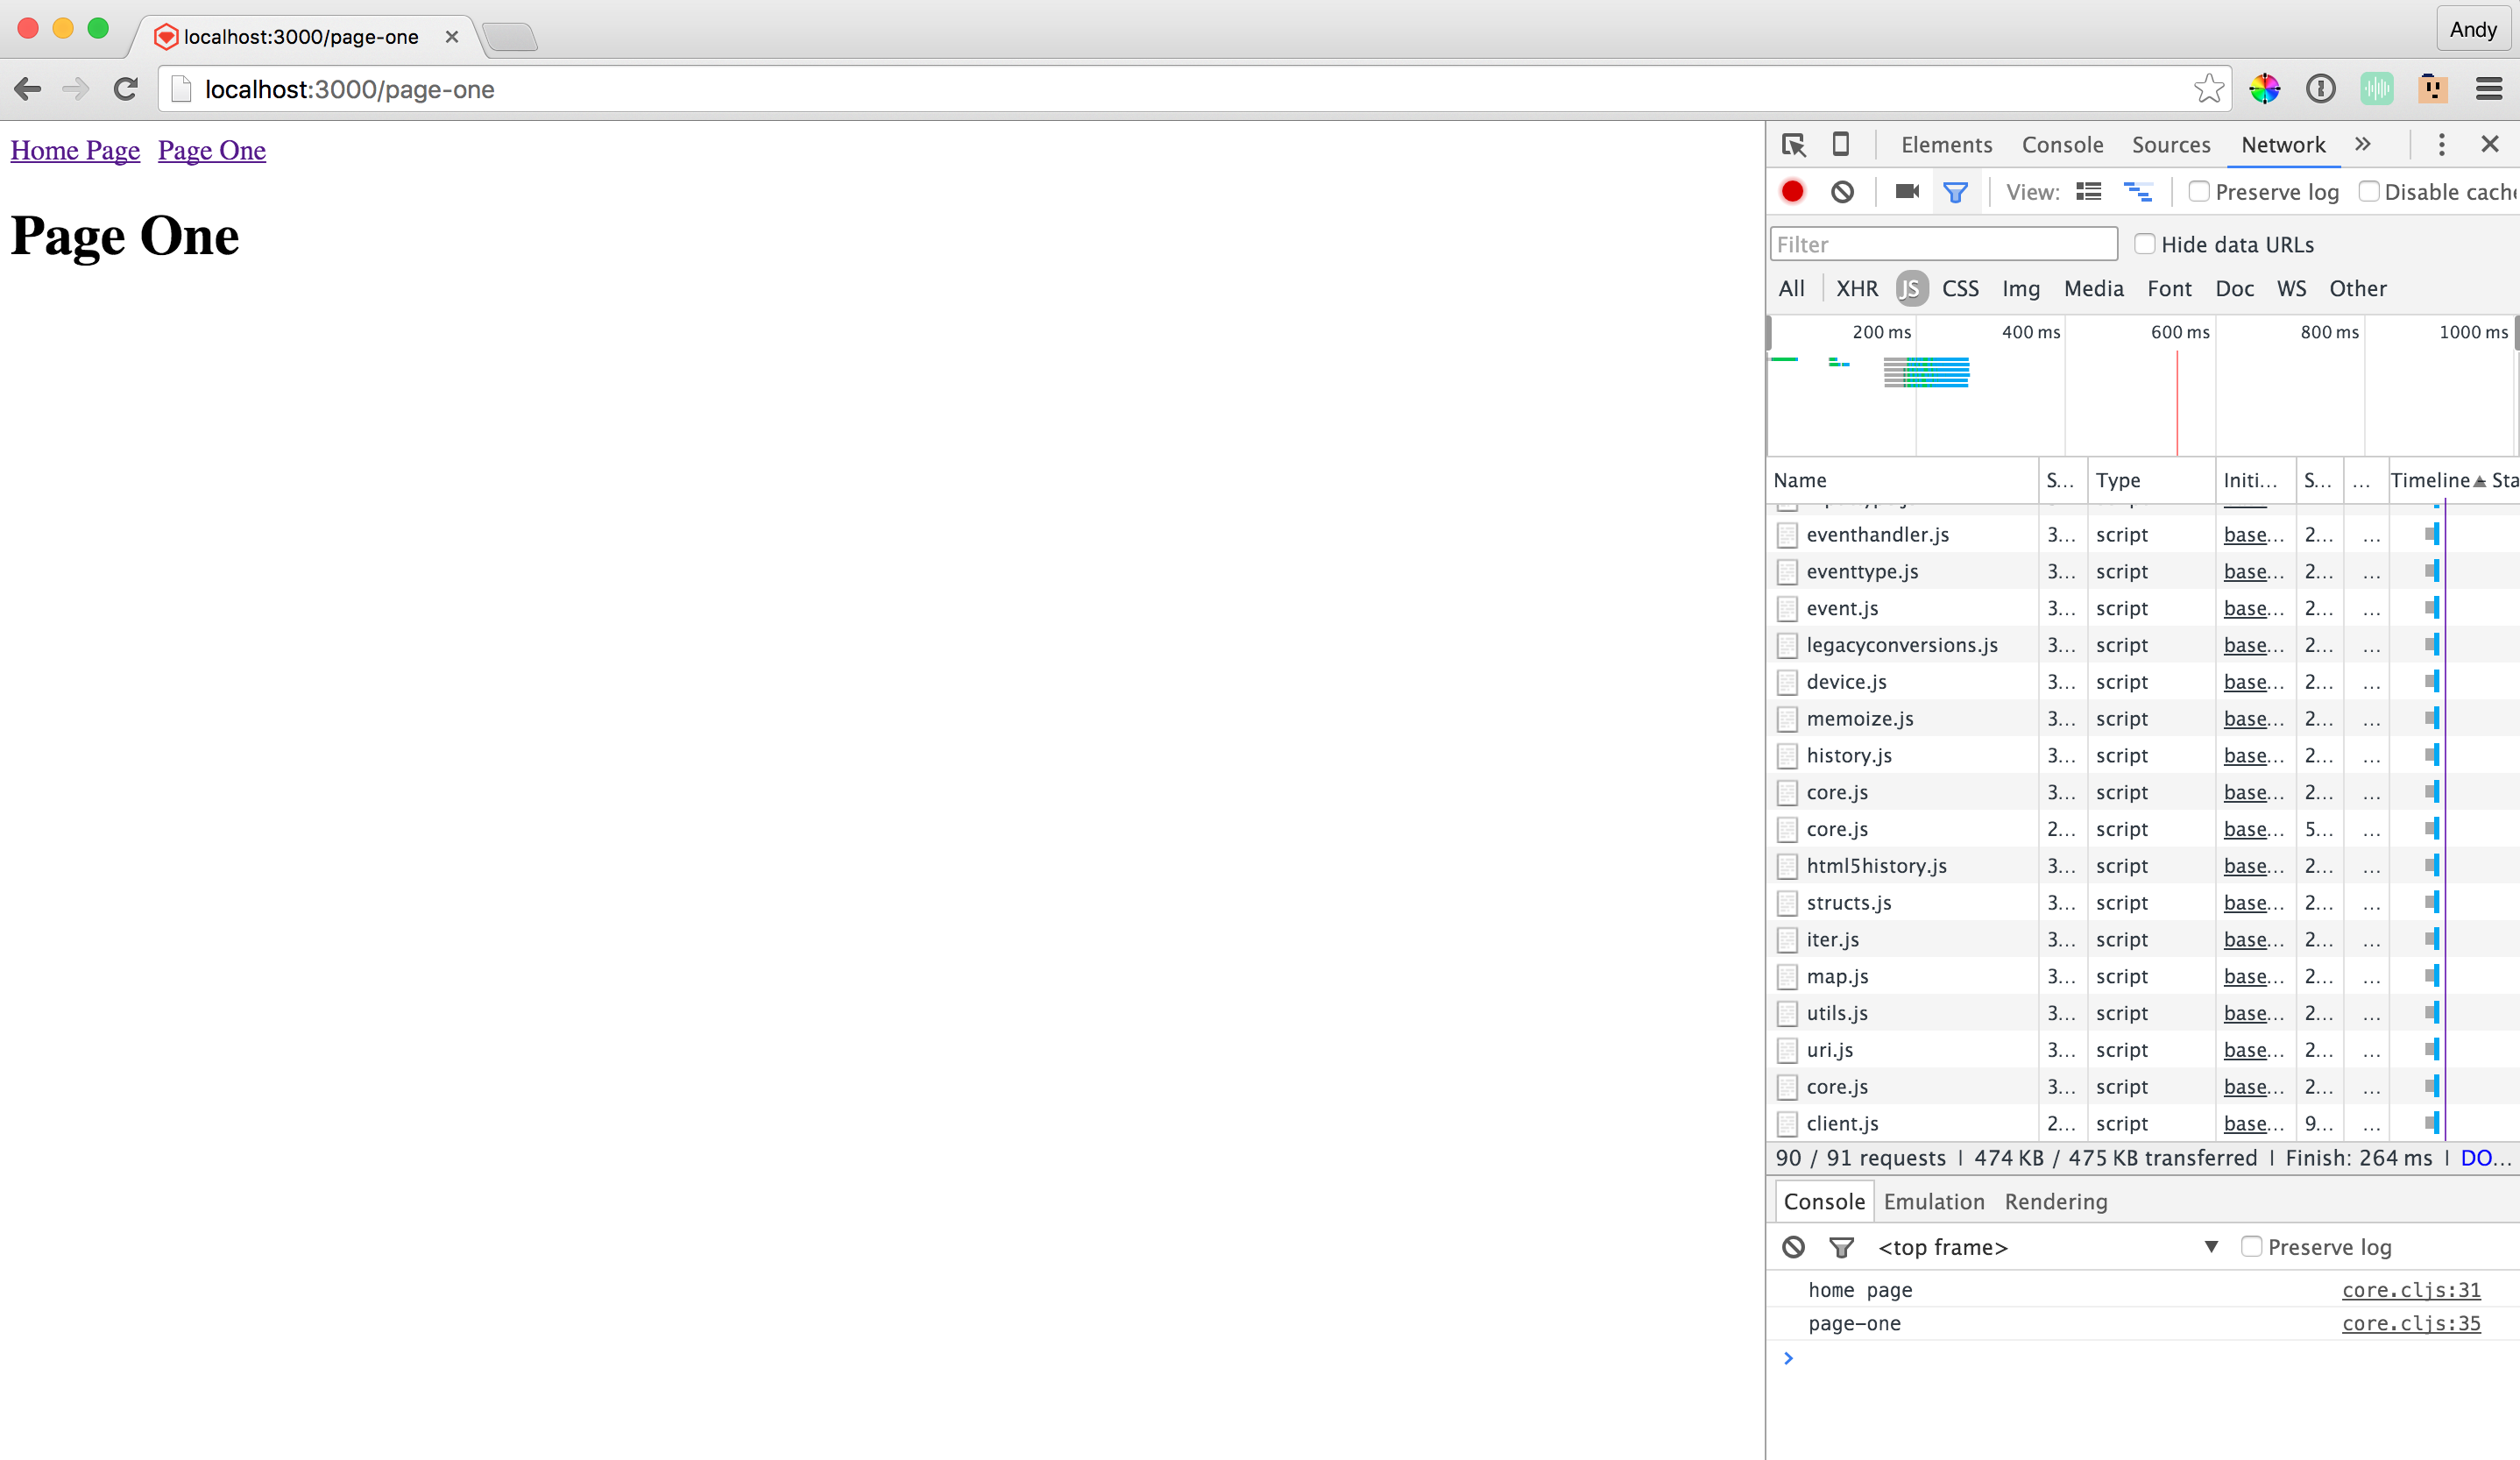 localhost:3000/page-one
Andy
localhost:3000/page-one
Home Page Page One
Page One
Elements Console Sources Network
View: Preserve log Disable cach
Filter Hide data URLs
All XHR JS CSS Img Media Font Doc WS Other
200 ms 400 ms 600 ms 800 ms 1000 ms
Name S... Type Initi... S... ... Timeline Sta
eventhandler.js 3... script base... 2... ...
eventtype.js 3... script base... 2... ...
event.js 3... script base... 2... ...
legacyconversions.js 3... script base... 2... ...
device.js 3... script base... 2... ...
memoize.js 3... script base... 2... ...
history.js 3... script base... 2... ...
core.js 3... script base... 2... ...
core.js 2... script base... 5... ...
html5history.js 3... script base... 2... ...
structs.js 3... script base... 2... ...
iter.js 3... script base... 2... ...
map.js 3... script base... 2... ...
utils.js 3... script base... 2... ...
uri.js 3... script base... 2... ...
core.js 3... script base... 2... ...
client.js 2... script base... 9... ...
90 / 91 requests | 474 KB / 475 KB transferred | Finish: 264 ms | DO...
Console Emulation Rendering
<top frame> ▼ Preserve log
home page core.cljs:31
page-one core.cljs:35
>